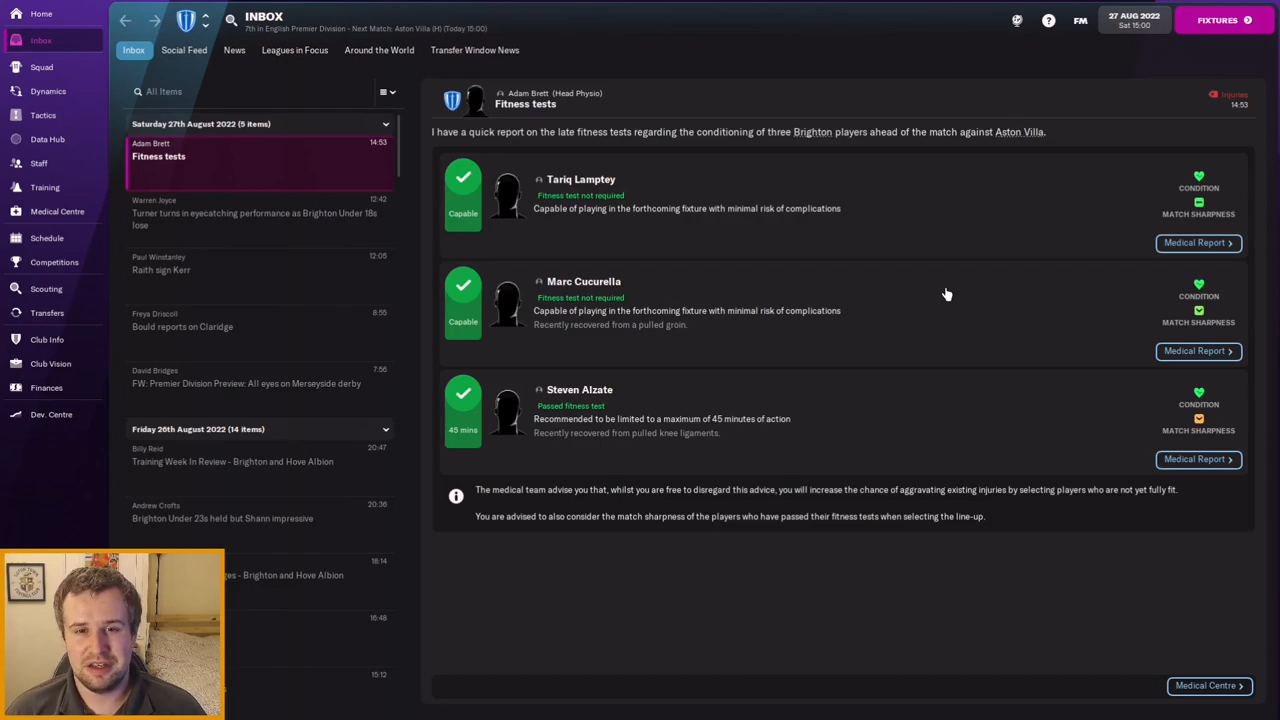 Home
Inbox
Squad
Dynamics
Tactics
Data Hub
Staff
Training
Medical Centre
Schedule
Competitions
Scouting
Transfers
Club Info
Club Vision
Finances
Dev. Centre
INBOX
7th in English Premier Division - Next Match: Aston Villa (H) (Today 15:00)
FM
27 AUG 2022
Sat 15:00
FIXTURES
Inbox Social Feed News Leagues in Focus Around the World Transfer Window News
All Items
Saturday 27th August 2022 (5 items)
Adam Brett 14:53
Fitness tests
Warren Joyce 12:42
Turner turns in eyecatching performance as Brighton Under 18s
lose
Paul Winstanley 12:05
Raith sign Kerr
Freya Driscoll 8:55
Bould reports on Claridge
David Bridges 7:56
FW: Premier Division Preview: All eyes on Merseyside derby
Friday 26th August 2022 (14 items)
Billy Reid 20:47
Training Week In Review - Brighton and Hove Albion
Andrew Crofts 20:36
Brighton Under 23s held but Shann impressive
18:14
ges - Brighton and Hove Albion
16:48
15:12
Adam Brett (Head Physio)
Fitness tests
Injuries
14:53
I have a quick report on the late fitness tests regarding the conditioning of three Brighton players ahead of the match against Aston Villa.
Capable
Tariq Lamptey
Fitness test not required
Capable of playing in the forthcoming fixture with minimal risk of complications
CONDITION
MATCH SHARPNESS
Medical Report
Capable
Marc Cucurella
Fitness test not required
Capable of playing in the forthcoming fixture with minimal risk of complications
Recently recovered from a pulled groin.
CONDITION
MATCH SHARPNESS
Medical Report
45 mins
Steven Alzate
Passed fitness test
Recommended to be limited to a maximum of 45 minutes of action
Recently recovered from pulled knee ligaments.
CONDITION
MATCH SHARPNESS
Medical Report
The medical team advise you that, whilst you are free to disregard this advice, you will increase the chance of aggravating existing injuries by selecting players who are not yet fully fit.
You are advised to also consider the match sharpness of the players who have passed their fitness tests when selecting the line-up.
Medical Centre